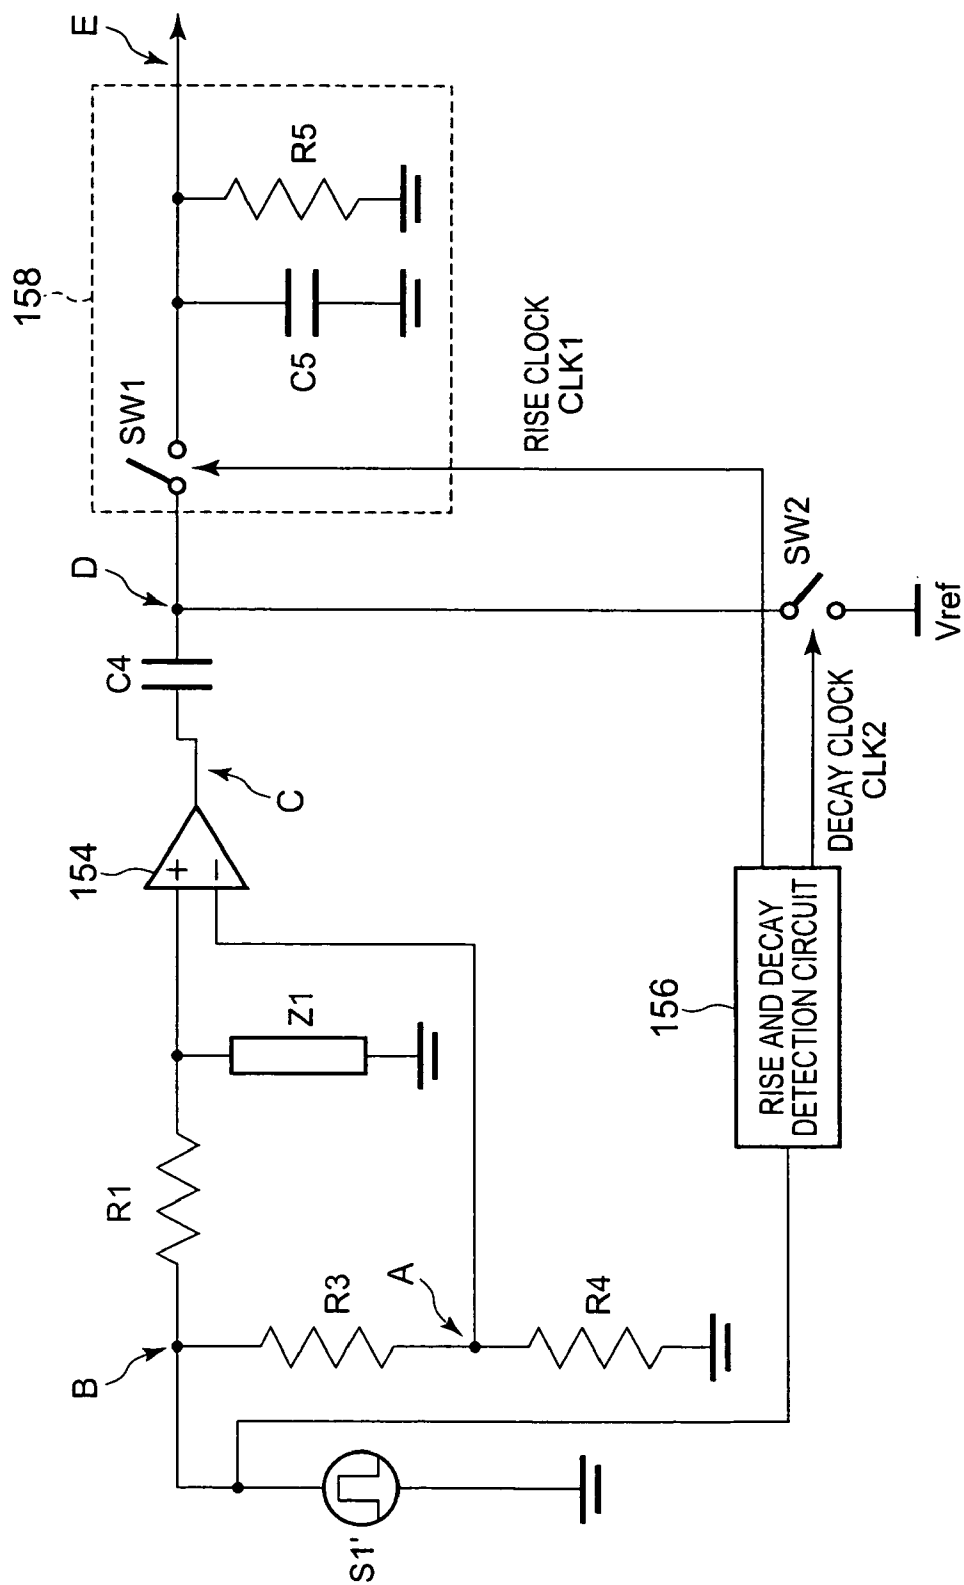 158
E
SW1
R5
C5
D
C4
RISE CLOCK
CLK1
C
154
+
−
SW2
Vref
DECAY CLOCK
CLK2
Z1
R1
B
R3
A
R4
156
RISE AND DECAY
DETECTION CIRCUIT
S1'